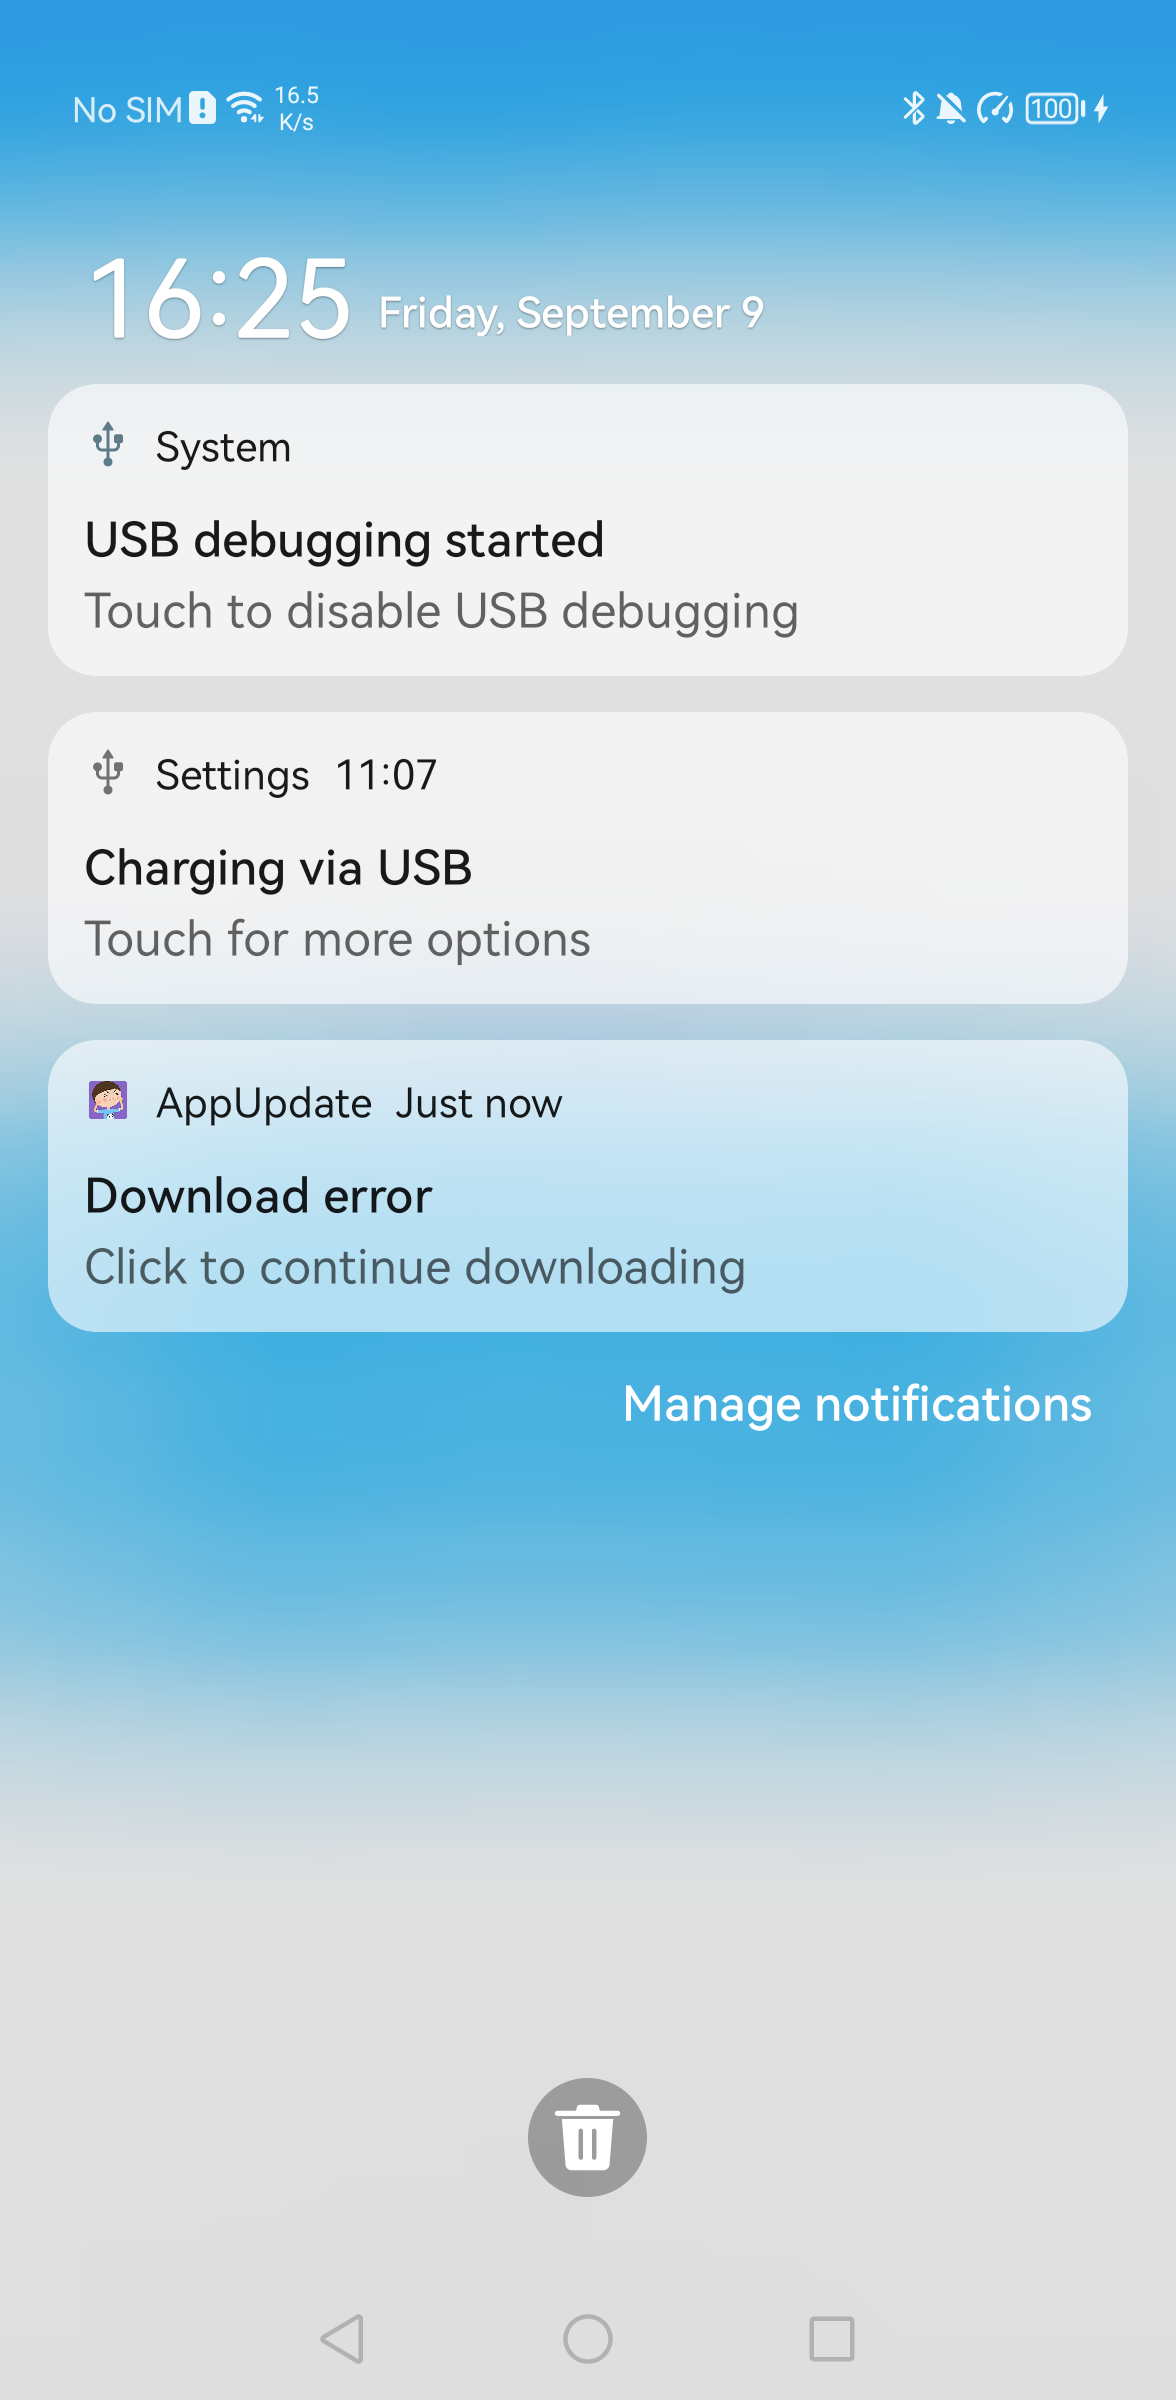 No SIM 16.5 K/s 100
16:25 Friday, September 9
System
USB debugging started
Touch to disable USB debugging
Settings 11:07
Charging via USB
Touch for more options
AppUpdate Just now
Download error
Click to continue downloading
Manage notifications